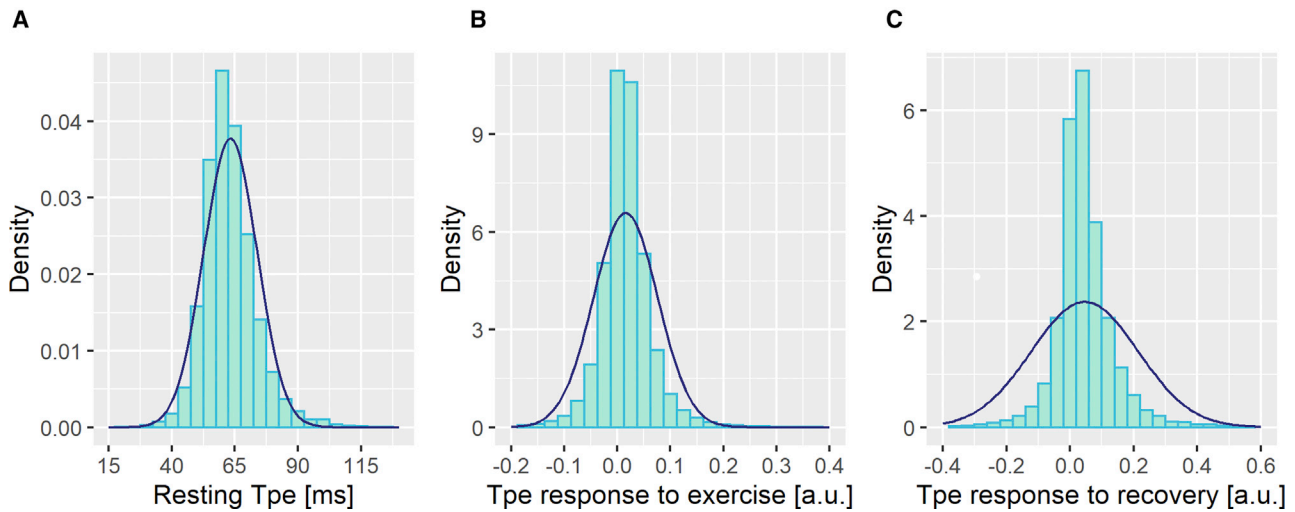 A
B
C
Density
0.04
0.03
0.02
0.01
0.00
15 40 65 90 115
Resting Tpe [ms]
Density
9
6
3
0
-0.2 -0.1 0.0 0.1 0.2 0.3 0.4
Tpe response to exercise [a.u.]
Density
6
4
2
0
-0.4 -0.2 0.0 0.2 0.4 0.6
Tpe response to recovery [a.u.]